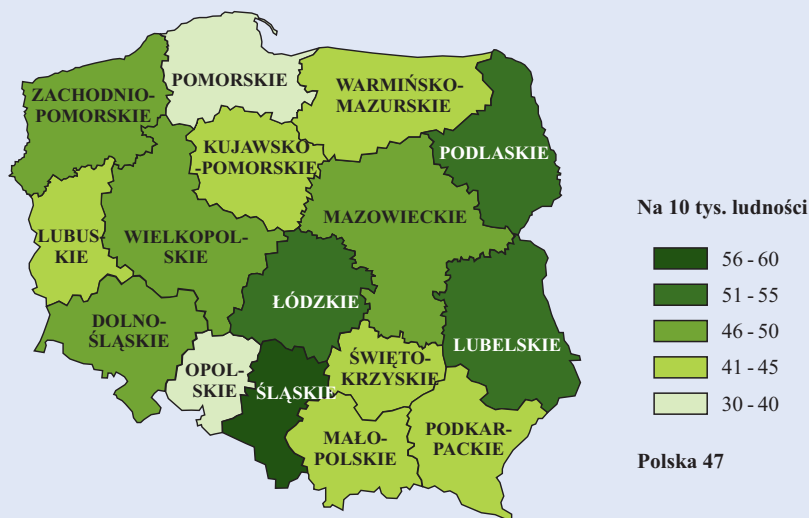 POMORSKIE
WARMIŃSKO-
MAZURSKIE
ZACHODNIO-
POMORSKIE
KUJAWSKO
-POMORSKIE
PODLASKIE
MAZOWIECKIE
LUBUS-
KIE
WIELKOPOL-
SKIE
ŁÓDZKIE
DOLNO-
ŚLĄSKIE
LUBELSKIE
OPOL-
SKIE
ŚLĄSKIE
ŚWIĘTO-
KRZYSKIE
MAŁO-
POLSKIE
PODKAR-
PACKIE
Na 10 tys. ludności
56 - 60
51 - 55
46 - 50
41 - 45
30 - 40
Polska 47